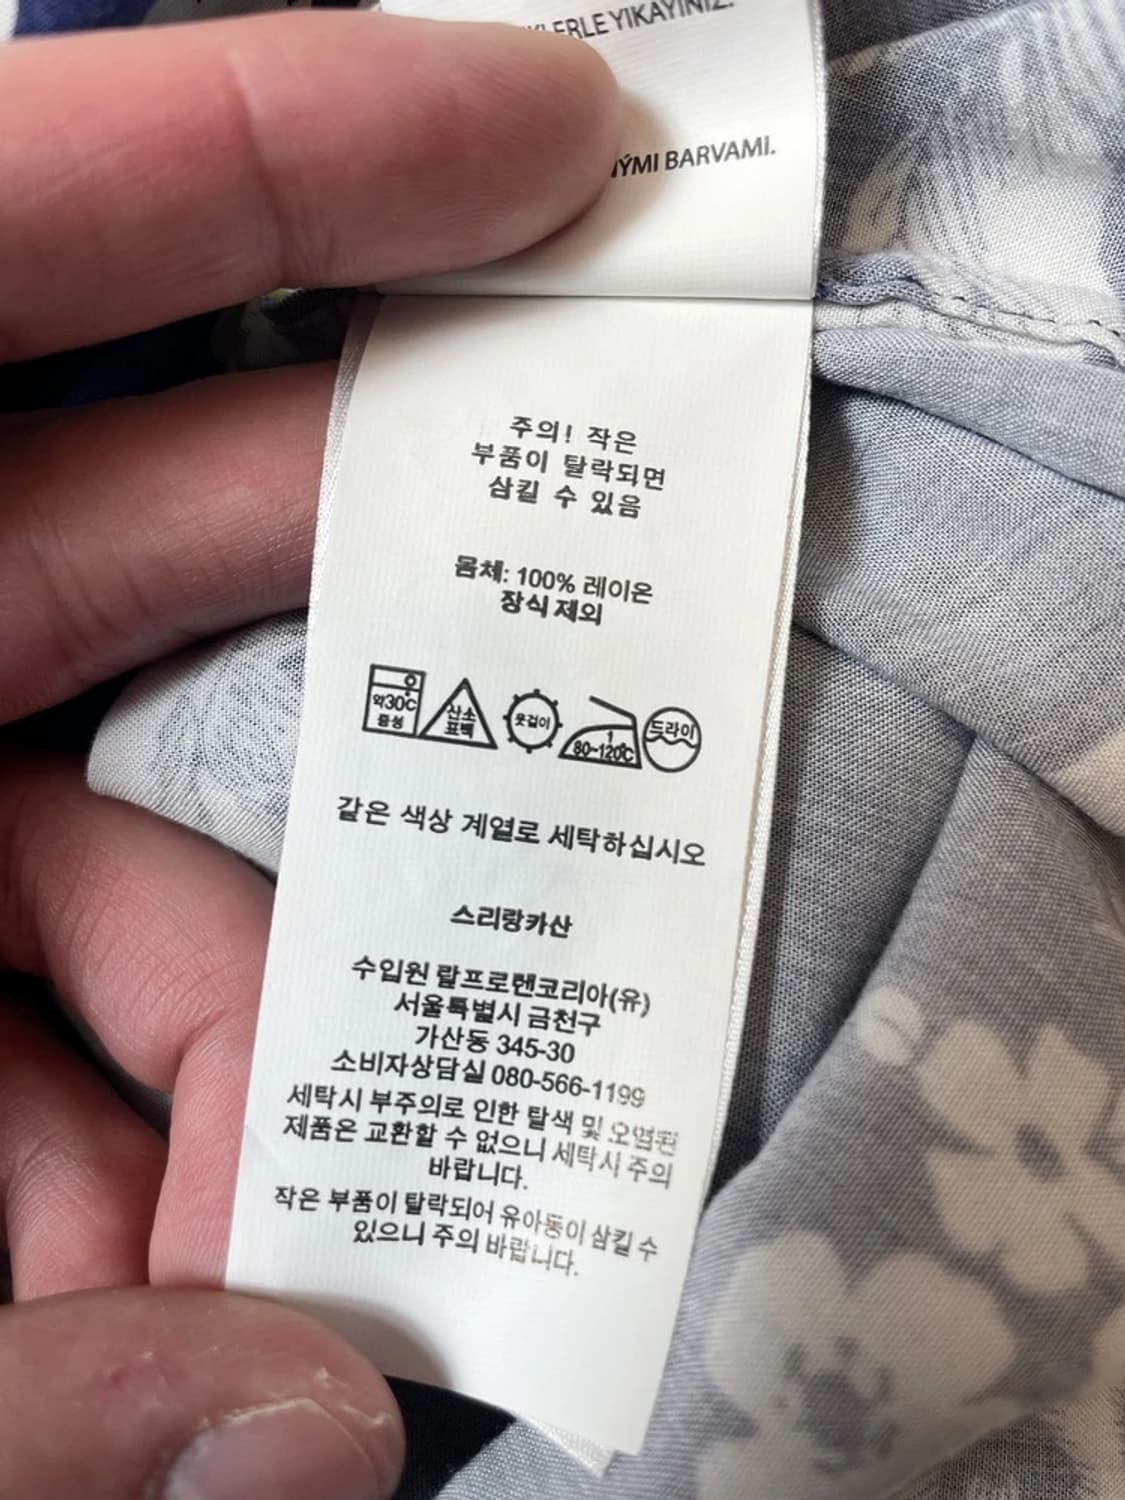 YIKAYINIZ.
BARVAMI.
주의! 작은
부품이 탈락되면
삼킬 수 있음
몸체: 100% 레이온
장식 제외
약30℃
중성
산소
표백
옷걸이
1
80~120℃
드라이
같은 색상 계열로 세탁하십시오
스리랑카산
수입원 랄프로렌코리아(유)
서울특별시 금천구
가산동 345-30
소비자상담실 080-566-1199
세탁시 부주의로 인한 탈색 및 오염된
제품은 교환할 수 없으니 세탁시 주의
바랍니다.
작은 부품이 탈락되어 유아동이 삼킬 수
있으니 주의 바랍니다.